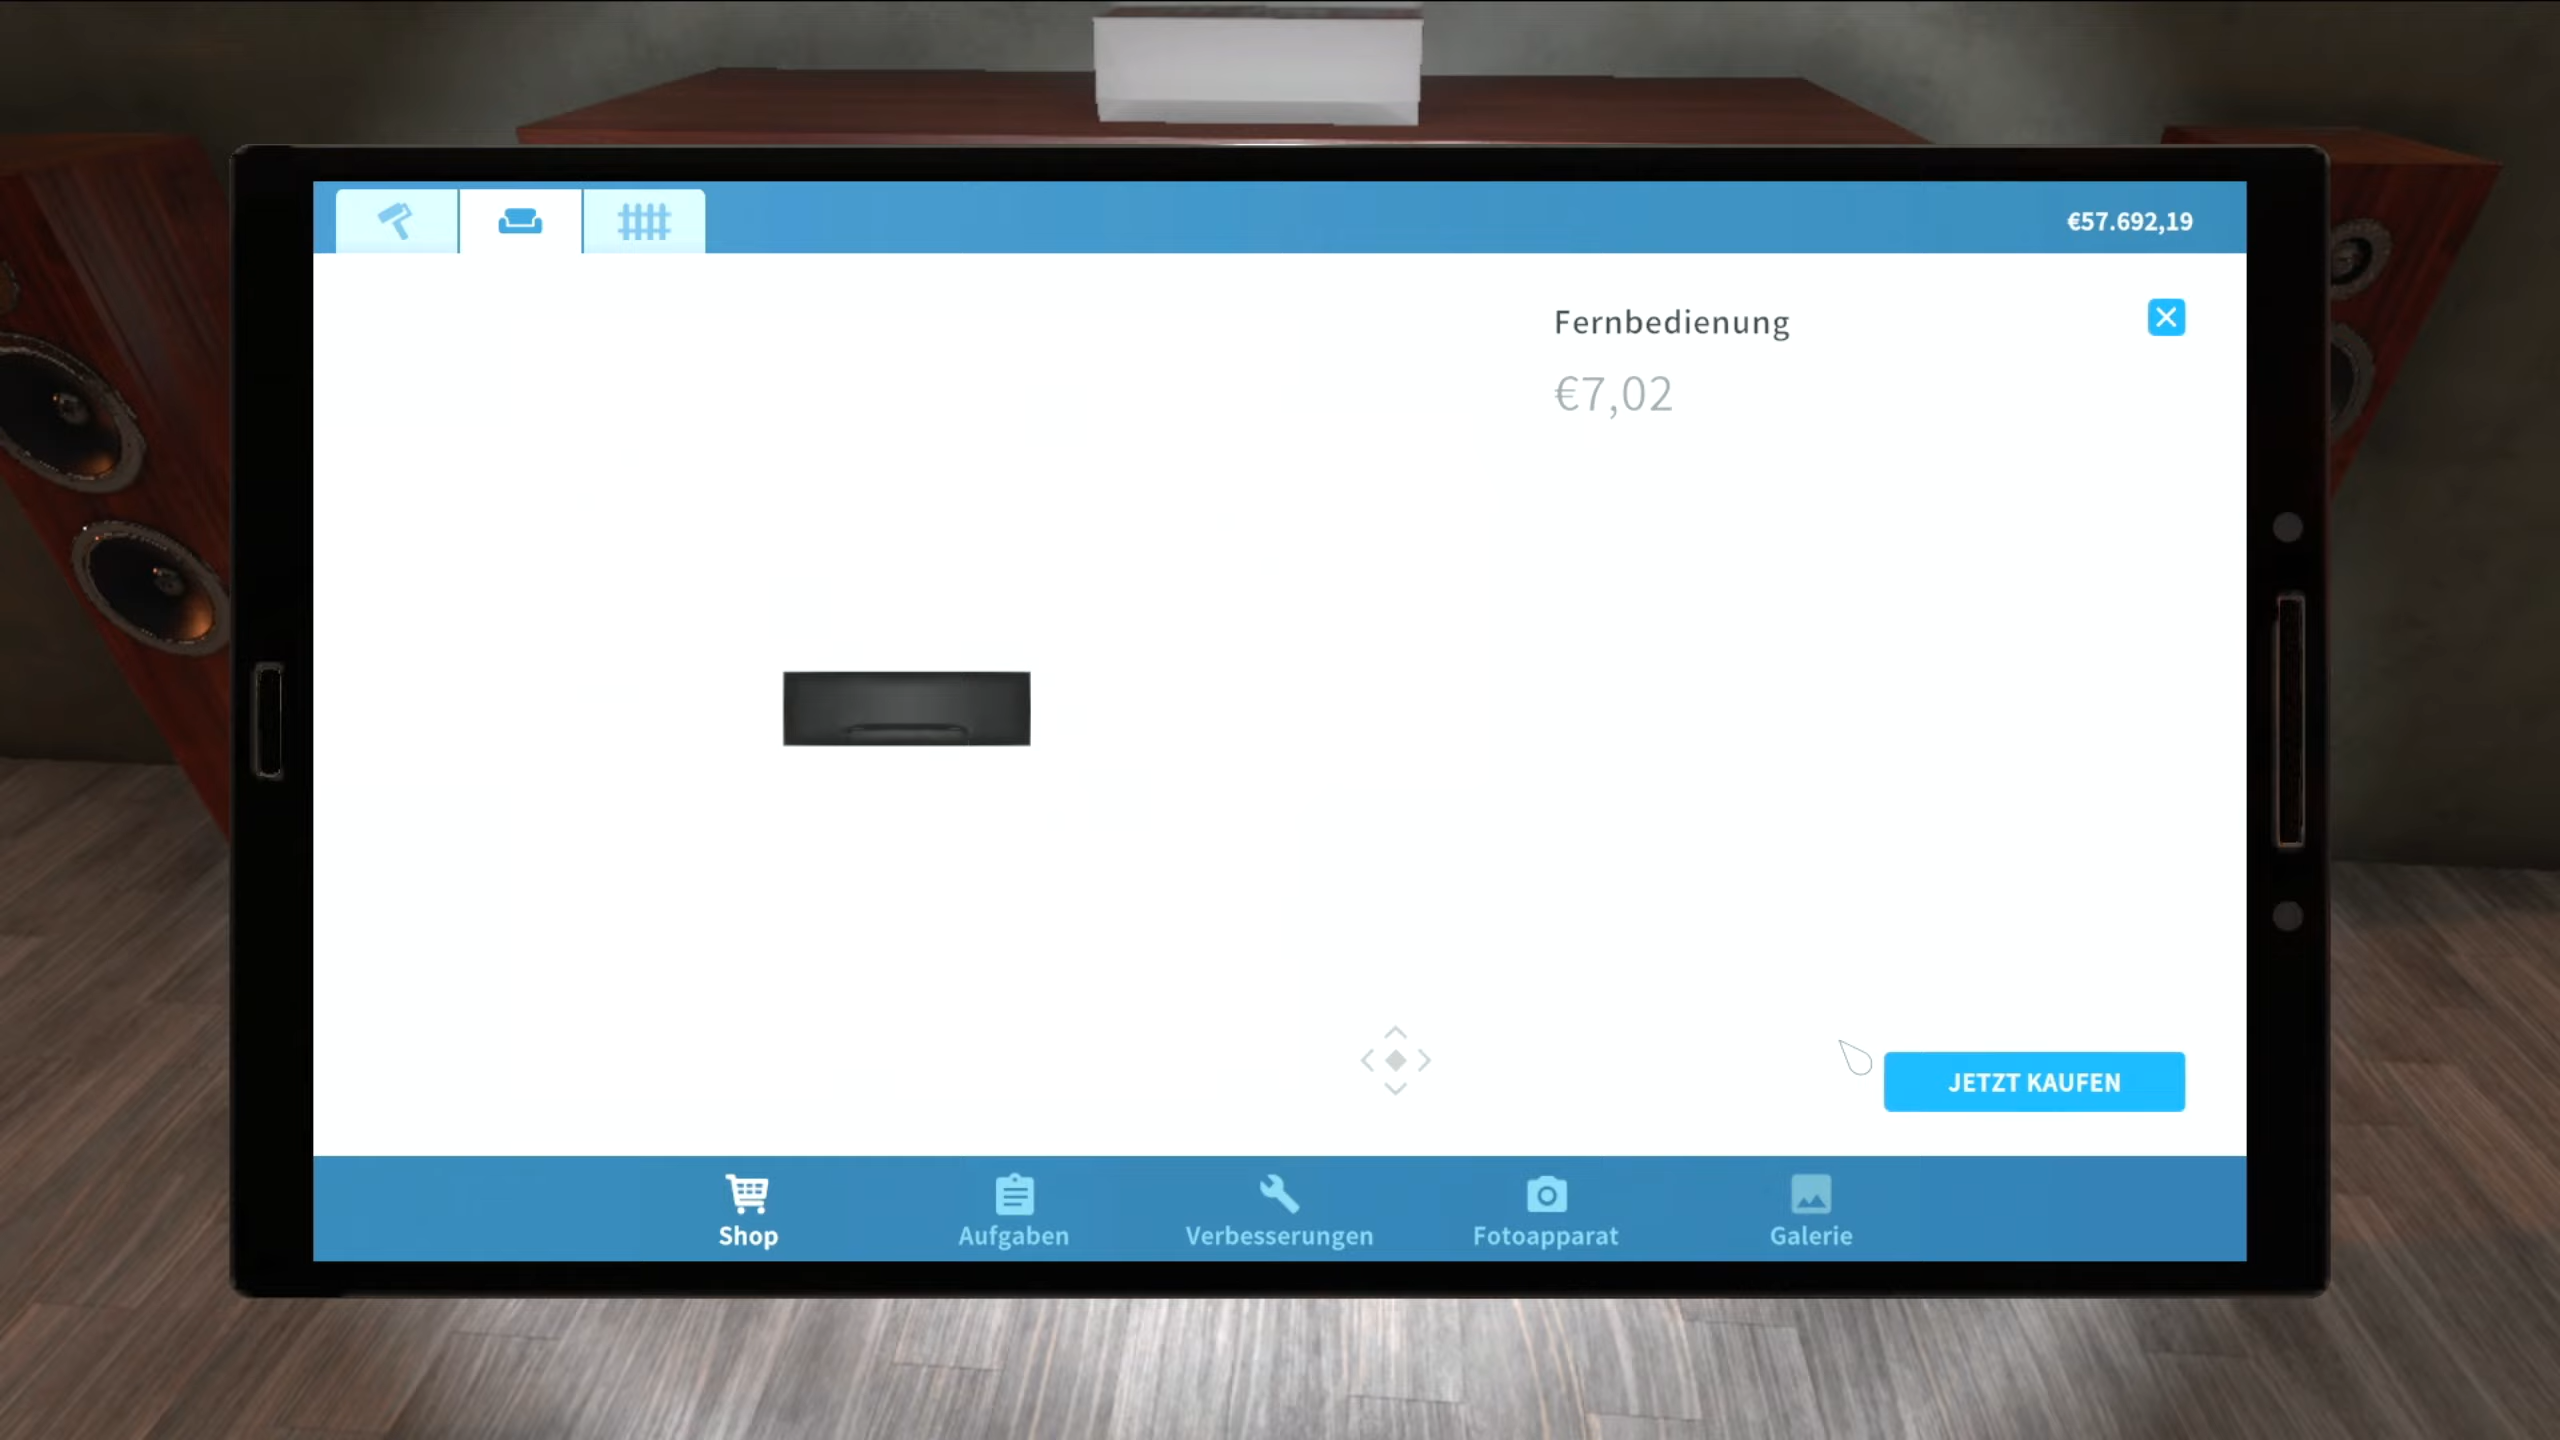 €57.692,19
Fernbedienung
€7,02
JETZT KAUFEN
Shop
Aufgaben
Verbesserungen
Fotoapparat
Galerie